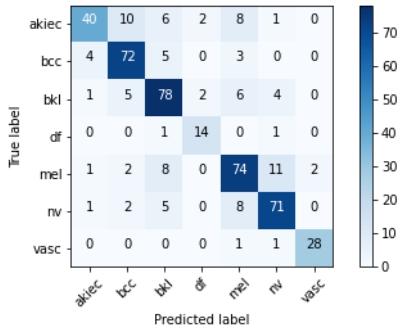 akiec 40 10 6 2 8 1 0
bcc 4 72 5 0 3 0 0
bkl 1 5 78 2 6 4 0
df 0 0 1 14 0 1 0
mel 1 2 8 0 74 11 2
nv 1 2 5 0 8 71 0
vasc 0 0 0 0 1 1 28
akiec bcc bkl df mel nv vasc
Predicted label
True label
70
60
50
40
30
20
10
0